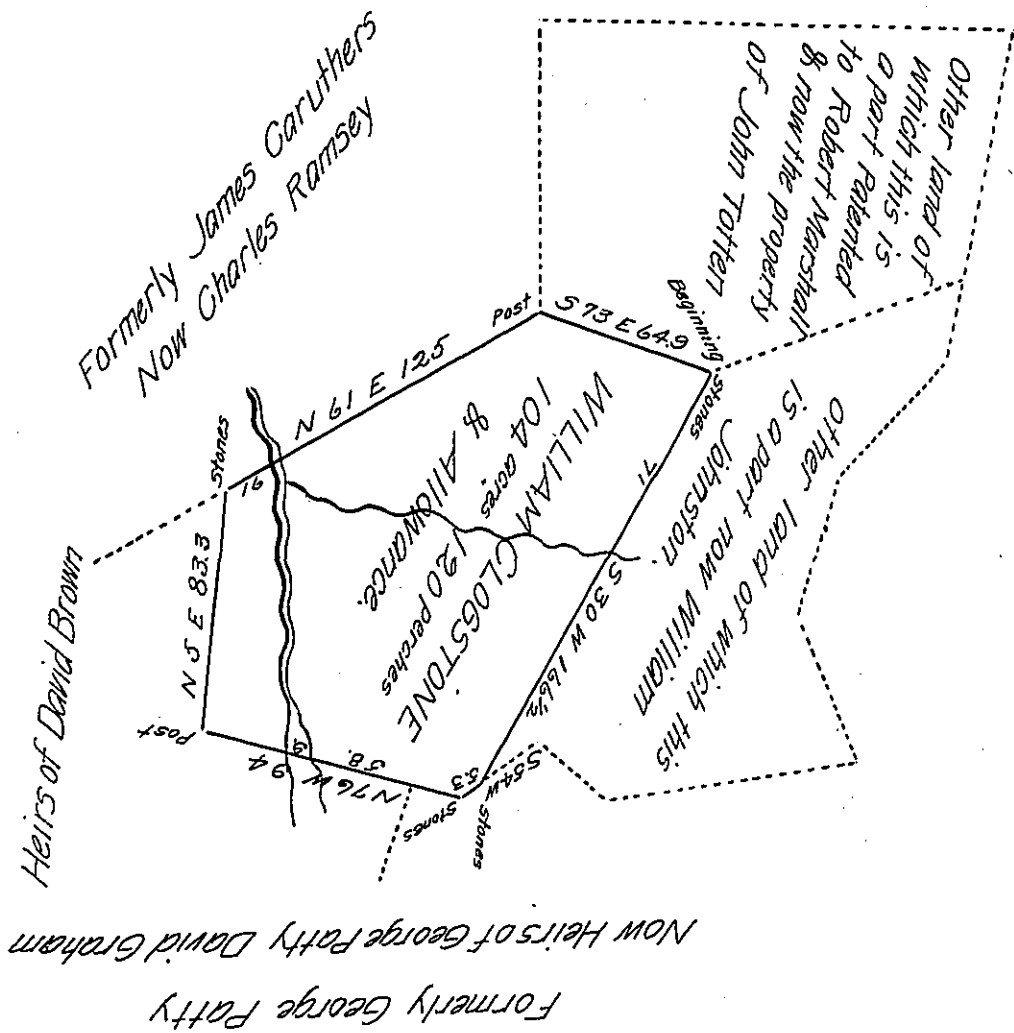 Formerly James Caruthers
Now Charles Ramsey
Other land of
which this is
a part Patented
to Robert Marshall
& now the property
of John Totten
Post
S 73 E 64.9
Beginning
Stones
N 61 E 125
Stones
16
WILLIAM CLOGSTONE
104 acres 120 perches
& Allowance.
71
S 30 W 166 1/2
other land of which this
is a part now William
Johnston
N 5 E 83.3
Heirs of David Brown
Post
N 76 W 94
9
58.
Stones
S 54 W
53
Stones
Now Heirs of George Patty David Graham
Formerly George Patty